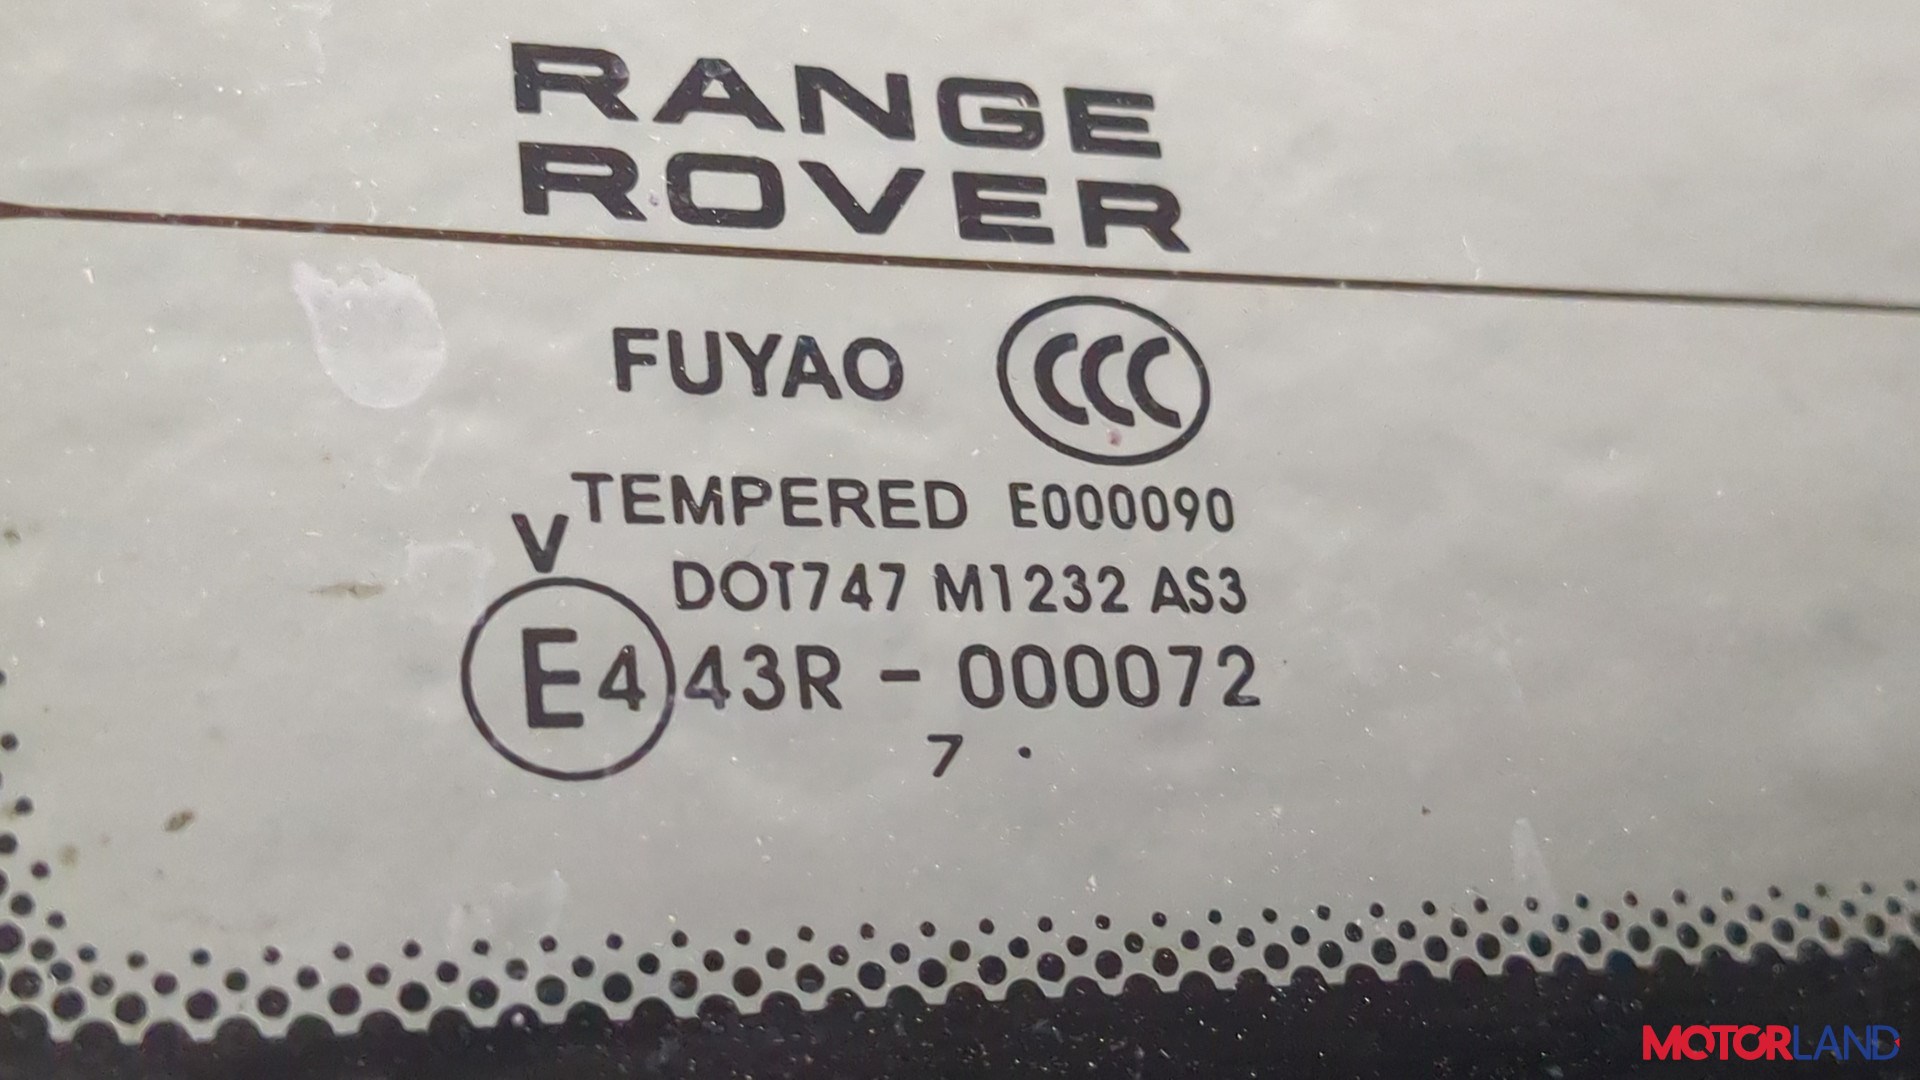 RANGE
ROVER
FUYAO CCC
TEMPERED E000090
V
DOT747 M1232 AS3
E4 43R - 000072
7 .
MOTORLAND